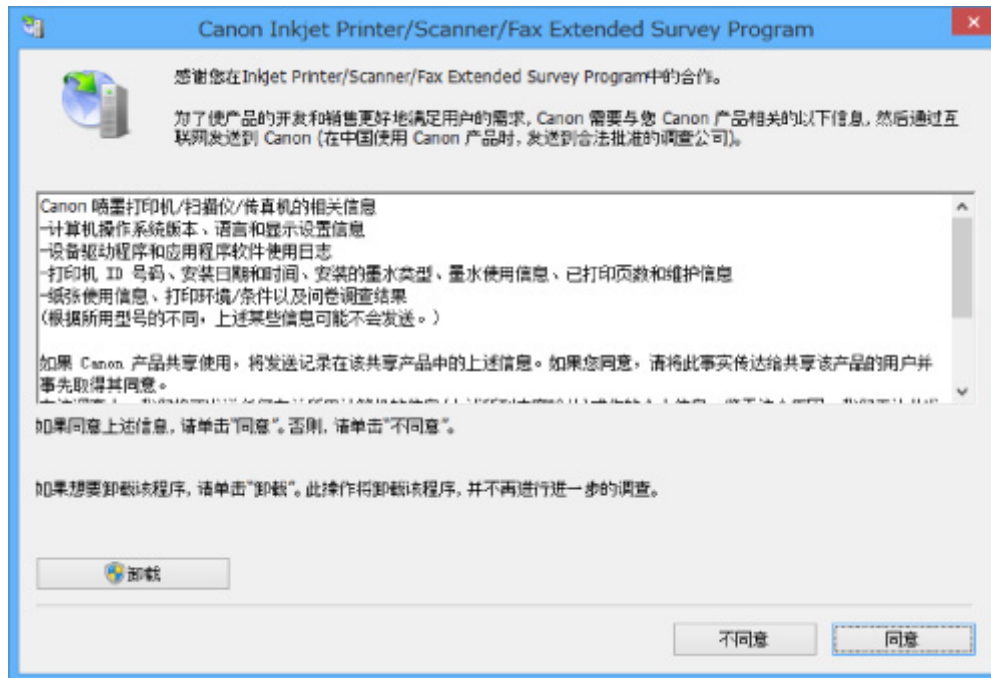 Canon Inkjet Printer/Scanner/Fax Extended Survey Program
感谢您在Inkjet Printer/Scanner/Fax Extended Survey Program中的合作。
为了使产品的开发和销售更好地满足用户的需求, Canon 需要与您 Canon 产品相关的以下信息, 然后通过互
联网发送到 Canon (在中国使用 Canon 产品时, 发送到合法批准的调查公司)。
Canon 喷墨打印机/扫描仪/传真机的相关信息
-计算机操作系统版本、语言和显示设置信息
-设备驱动程序和应用程序软件使用日志
-打印机 ID 号码、安装日期和时间、安装的墨水类型、墨水使用信息、已打印页数和维护信息
-纸张使用信息、打印环境/条件以及问卷调查结果
(根据所用型号的不同，上述某些信息可能不会发送。)
如果 Canon 产品共享使用，将发送记录在该共享产品中的上述信息。如果您同意，请将此事实传达给共享该产品的用户并
事先取得其同意。
如果同意上述信息, 请单击"同意"。否则, 请单击"不同意"。
如果想要卸载该程序, 请单击"卸载"。此操作将卸载该程序, 并不再进行进一步的调查。
卸载
不同意
同意